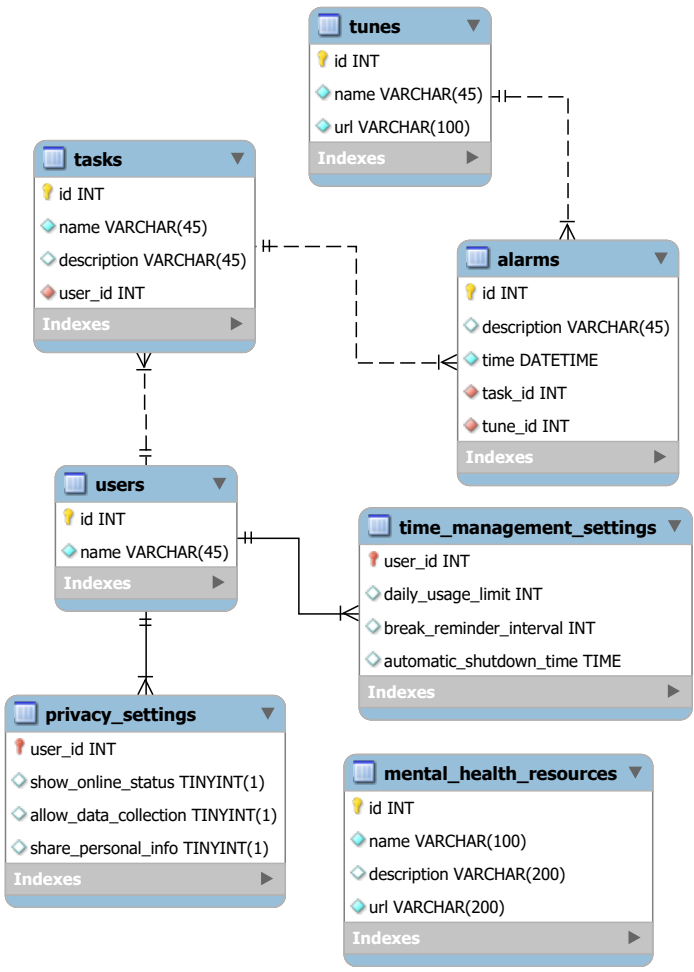 tunes
id INT
name VARCHAR(45)
url VARCHAR(100)
Indexes
tasks
id INT
name VARCHAR(45)
description VARCHAR(45)
user_id INT
Indexes
alarms
id INT
description VARCHAR(45)
time DATETIME
task_id INT
tune_id INT
Indexes
users
id INT
name VARCHAR(45)
Indexes
time_management_settings
user_id INT
daily_usage_limit INT
break_reminder_interval INT
automatic_shutdown_time TIME
Indexes
privacy_settings
user_id INT
show_online_status TINYINT(1)
allow_data_collection TINYINT(1)
share_personal_info TINYINT(1)
Indexes
mental_health_resources
id INT
name VARCHAR(100)
description VARCHAR(200)
url VARCHAR(200)
Indexes